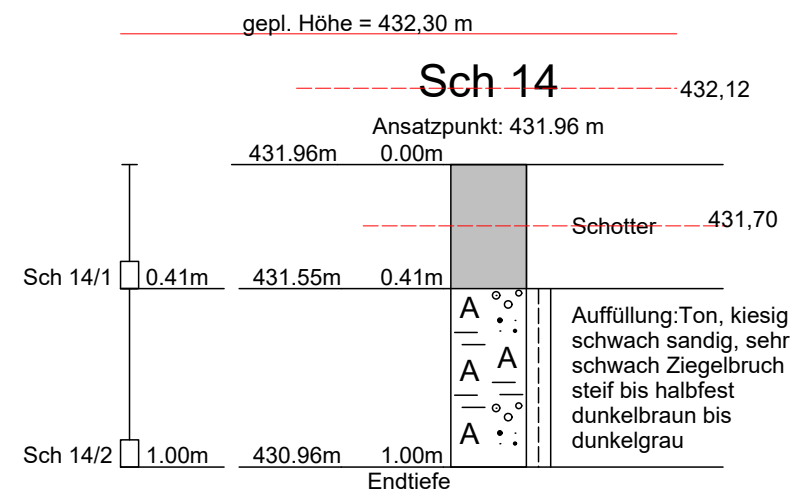 gepl. Höhe = 432,30 m
Sch 14
432,12
Ansatzpunkt: 431.96 m
431.96m 0.00m
Schotter
431,70
Sch 14/1 0.41m 431.55m 0.41m
A
A
A
A
Auffüllung:Ton, kiesig
schwach sandig, sehr
schwach Ziegelbruch
steif bis halbfest
dunkelbraun bis
dunkelgrau
Sch 14/2 1.00m 430.96m 1.00m
Endtiefe